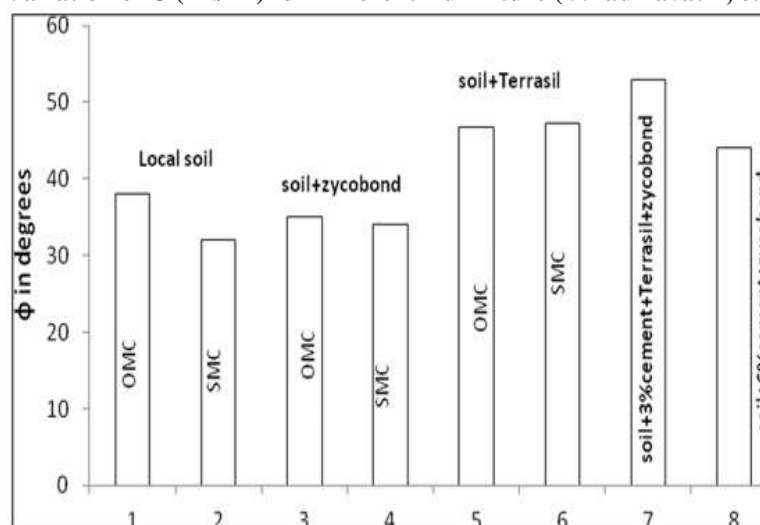 60
50
40
30
20
10
0
ϕ in degrees
Local soil
soil+zycobond
soil+Terrasil
OMC
SMC
OMC
SMC
OMC
SMC
soil+3%cement+Terrasil+zycobond
1
2
3
4
5
6
7
8